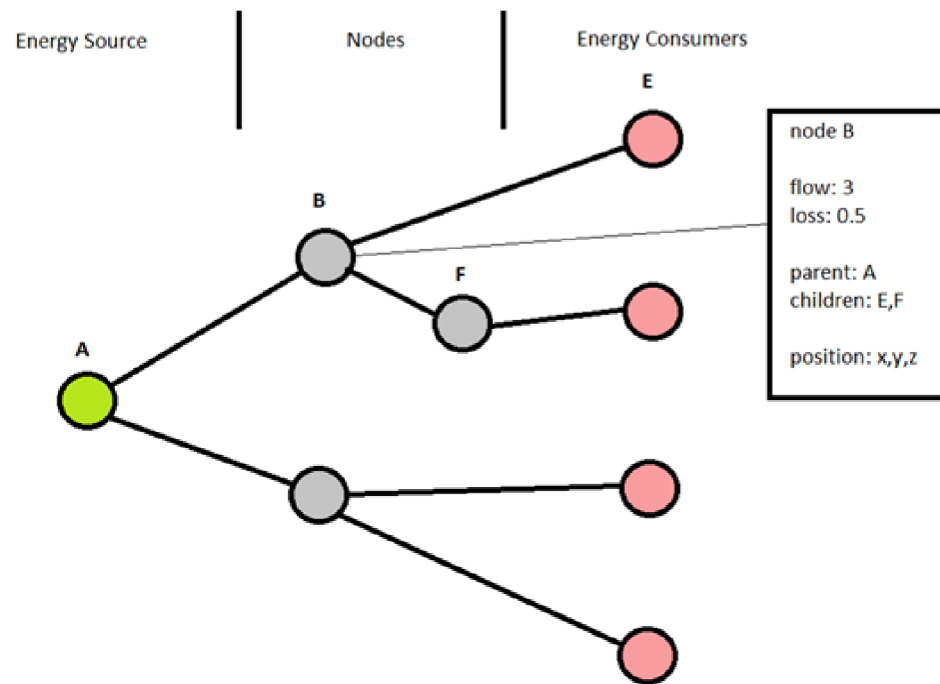 Energy Source
Nodes
Energy Consumers
E
node B
flow: 3
loss: 0.5
B
F
parent: A
children: E,F
A
position: x,y,z